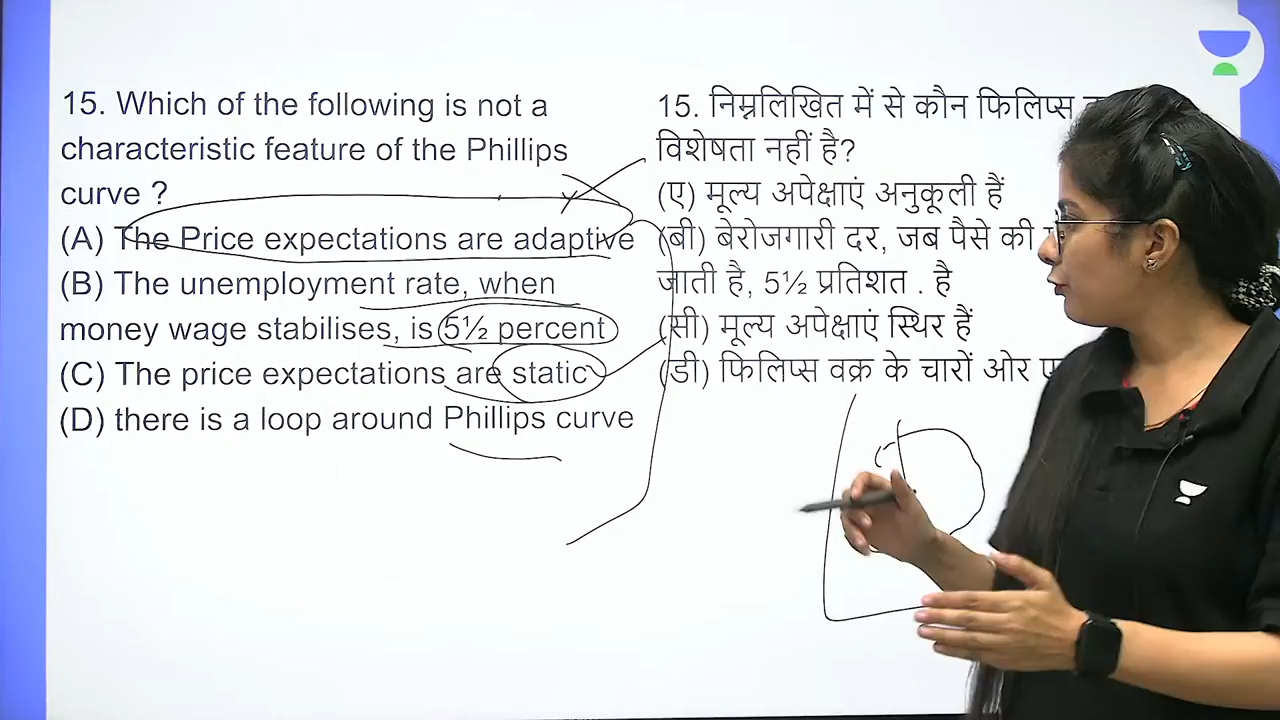 15. Which of the following is not a
characteristic feature of the Phillips
curve ?
(A) The Price expectations are adaptive
(B) The unemployment rate, when
money wage stabilises, is 5½ percent
(C) The price expectations are static
(D) there is a loop around Phillips curve
15. निम्नलिखित में से कौन फिलिप्स
विशेषता नहीं है?
(ए) मूल्य अपेक्षाएं अनुकूली हैं
(बी) बेरोजगारी दर, जब पैसे की
जाती है, 5½ प्रतिशत . है
(सी) मूल्य अपेक्षाएं स्थिर हैं
(डी) फिलिप्स वक्र के चारों ओर